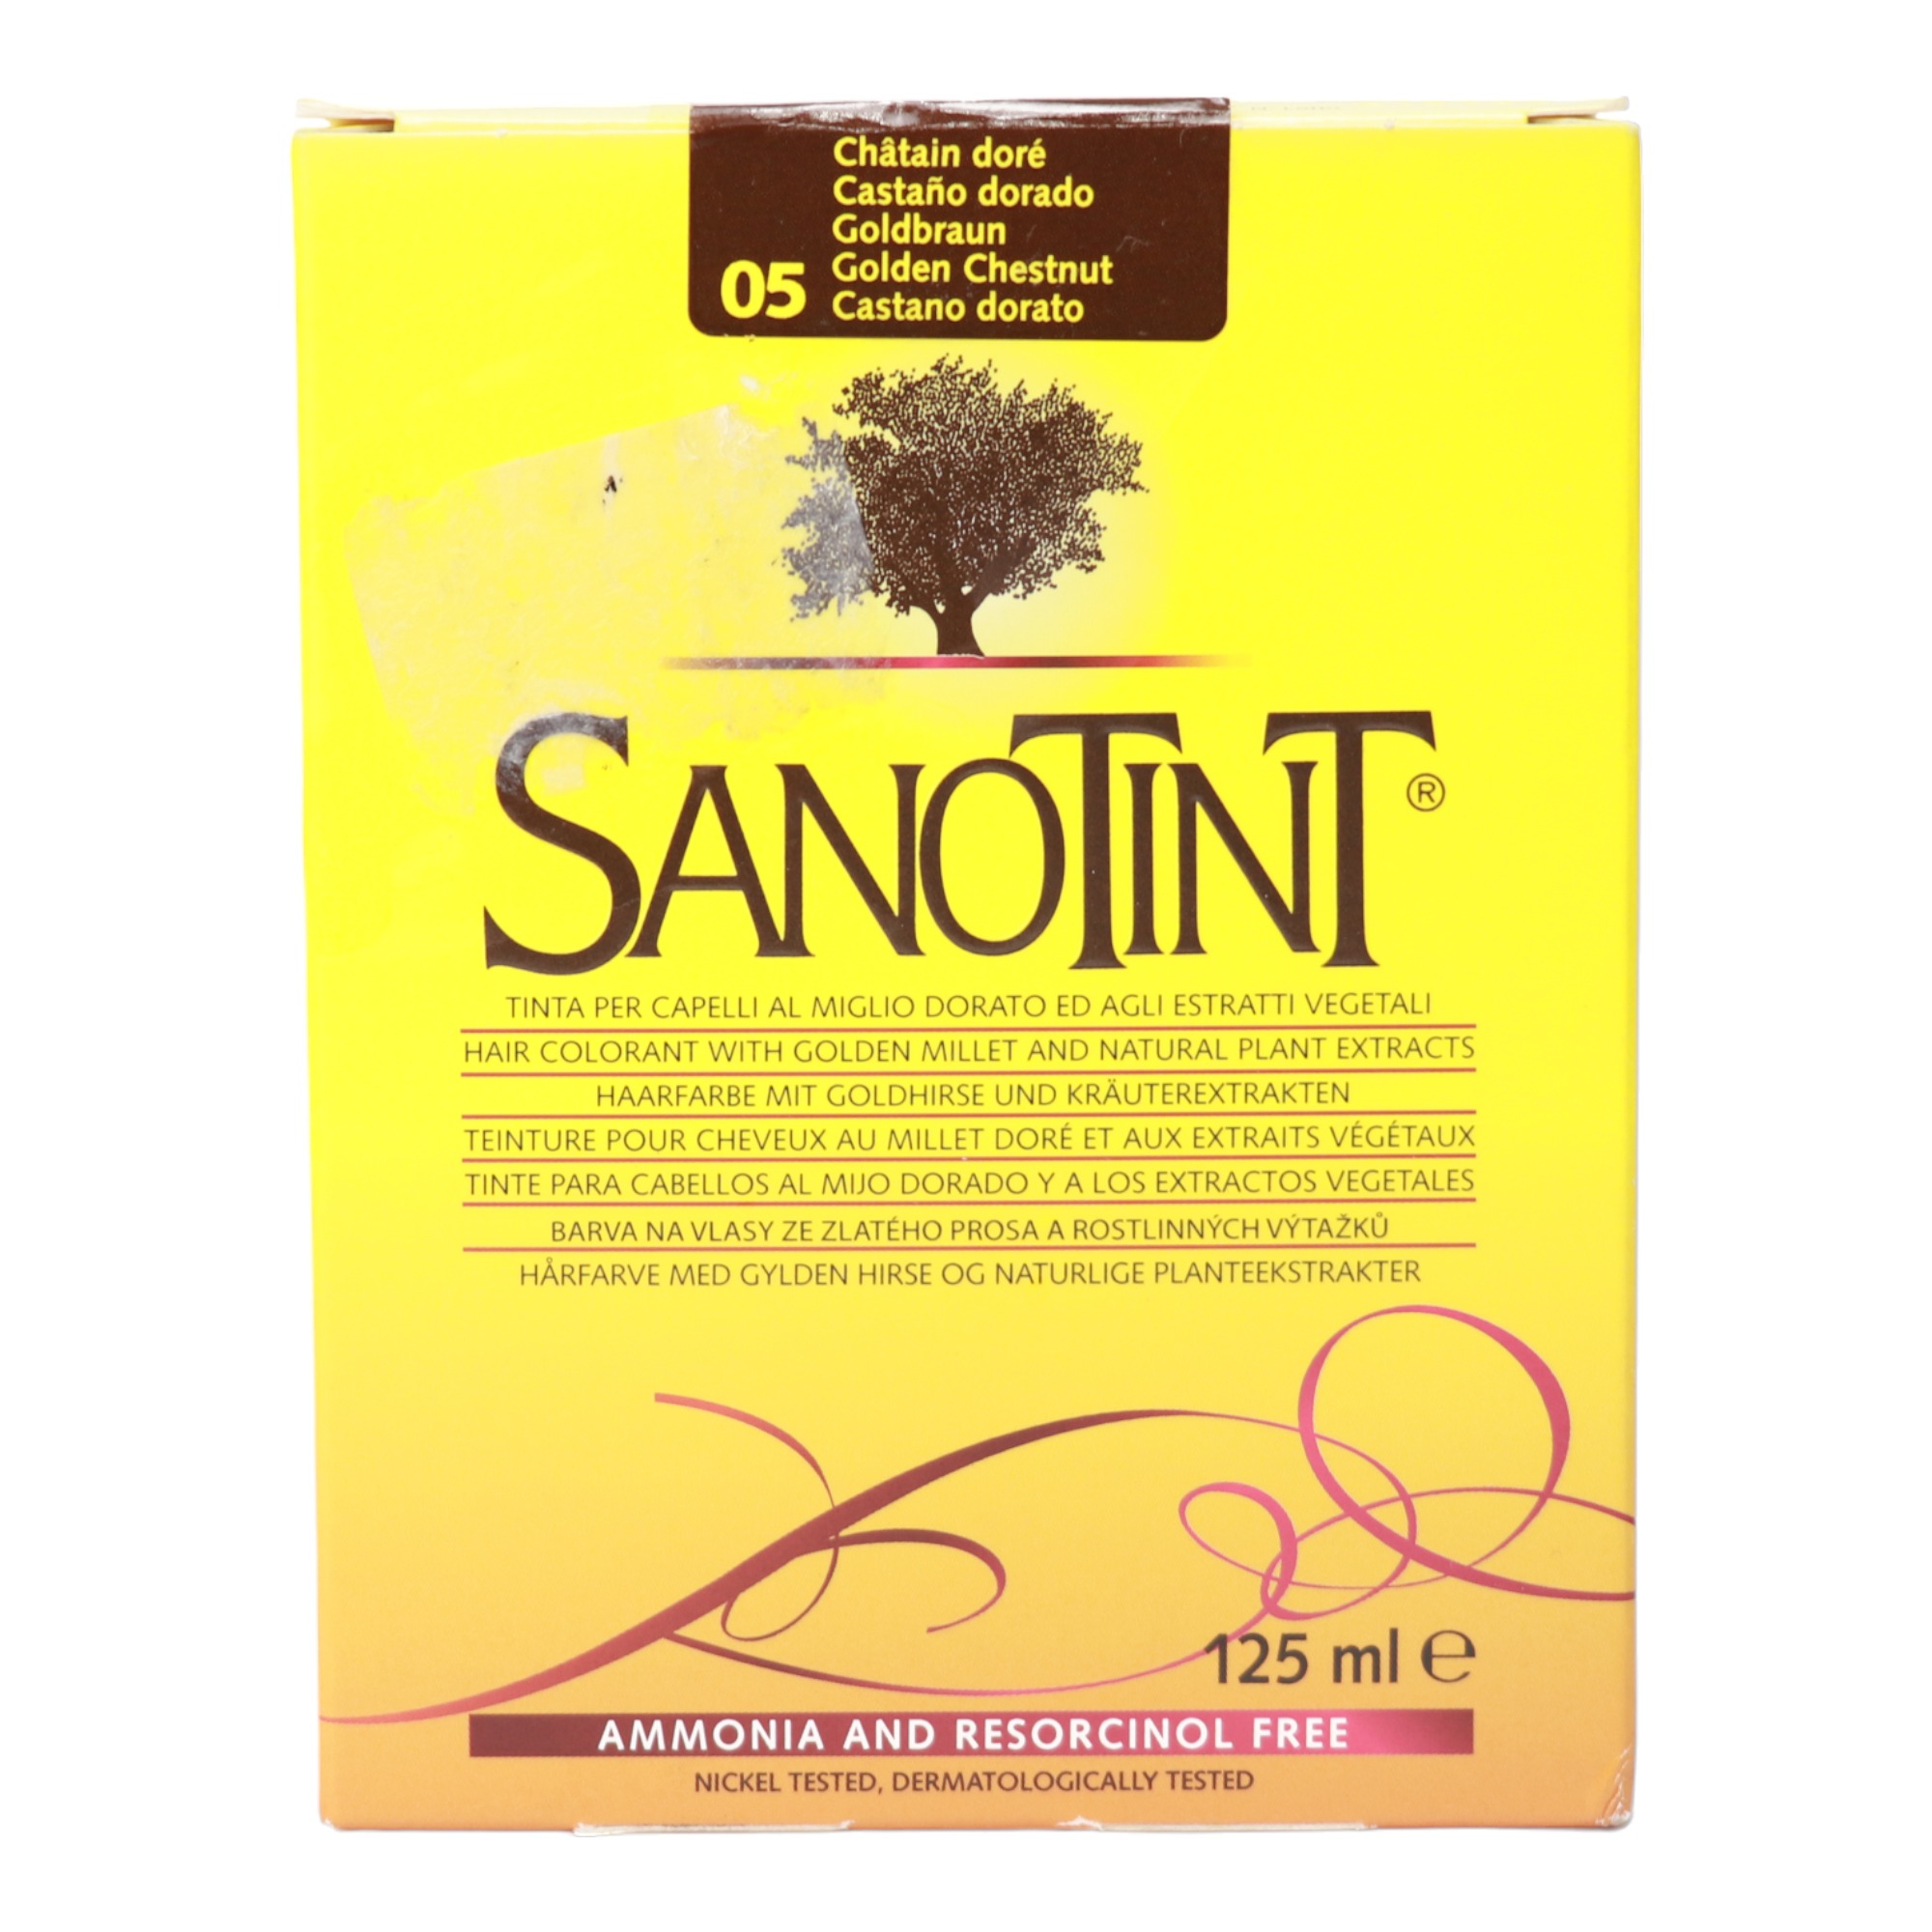 Châtain doré
Castaño dorado
Goldbraun
05 Golden Chestnut
Castano dorato
SANOTINT®
TINTA PER CAPELLI AL MIGLIO DORATO ED AGLI ESTRATTI VEGETALI
HAIR COLORANT WITH GOLDEN MILLET AND NATURAL PLANT EXTRACTS
HAARFARBE MIT GOLDHIRSE UND KRÄUTEREXTRAKTEN
TEINTURE POUR CHEVEUX AU MILLET DORÉ ET AUX EXTRAITS VÉGÉTAUX
TINTE PARA CABELLOS AL MIJO DORADO Y A LOS EXTRACTOS VEGETALES
BARVA NA VLASY ZE ZLATÉHO PROSA A ROSTLINNÝCH VÝTAŽKŮ
HÅRFARVE MED GYLDEN HIRSE OG NATURLIGE PLANTEEKSTRAKTER
125 ml ℮
AMMONIA AND RESORCINOL FREE
NICKEL TESTED, DERMATOLOGICALLY TESTED